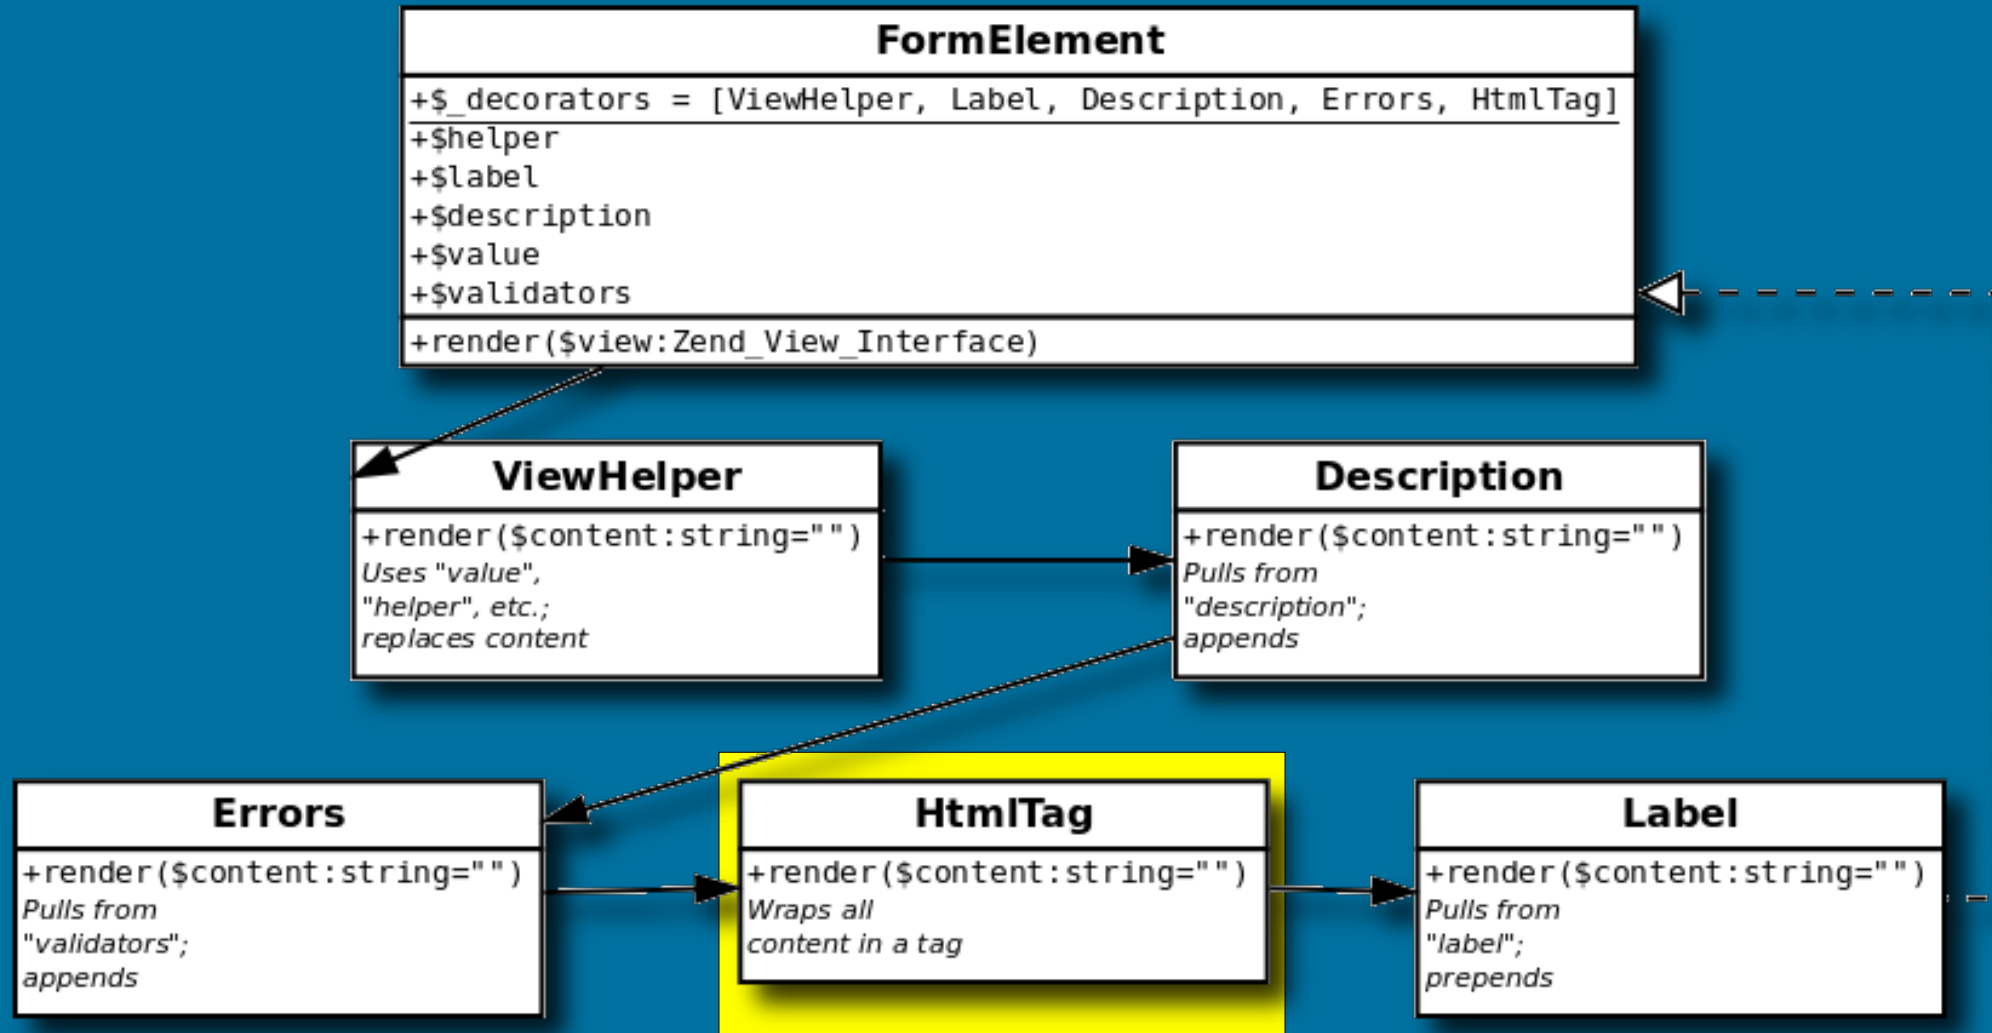 FormElement
+$_decorators = [ViewHelper, Label, Description, Errors, HtmlTag]
+$helper
+$label
+$description
+$value
+$validators
+render($view:Zend_View_Interface)
ViewHelper
+render($content:string="")
Uses "value",
"helper", etc.;
replaces content
Description
+render($content:string="")
Pulls from
"description";
appends
Errors
+render($content:string="")
Pulls from
"validators";
appends
HtmlTag
+render($content:string="")
Wraps all
content in a tag
Label
+render($content:string="")
Pulls from
"label";
prepends